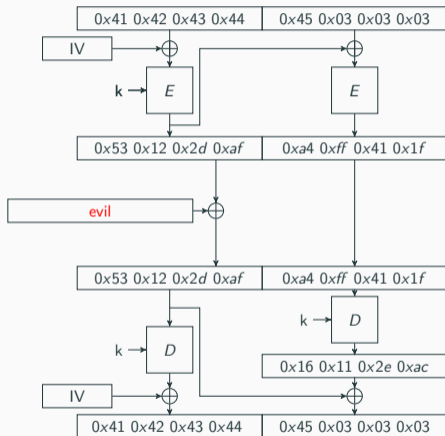 0x41 0x42 0x43 0x44 0x45 0x03 0x03 0x03
IV
k E E
0x53 0x12 0x2d 0xaf 0xa4 0xff 0x41 0x1f
evil
0x53 0x12 0x2d 0xaf 0xa4 0xff 0x41 0x1f
k D
k D
0x16 0x11 0x2e 0xac
IV
0x41 0x42 0x43 0x44 0x45 0x03 0x03 0x03